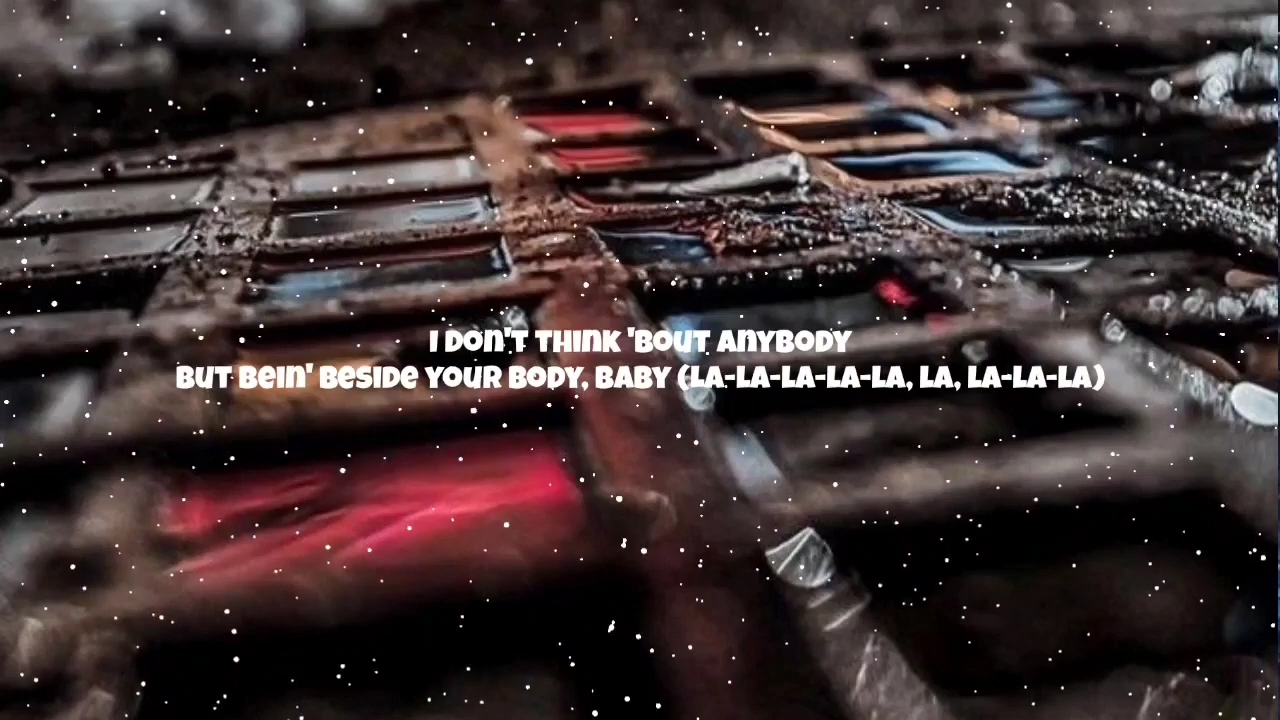 I DON'T THINK 'BOUT ANYBODY
BUT BEIN' BESIDE YOUR BODY, BABY (LA-LA-LA-LA-LA, LA, LA-LA-LA)